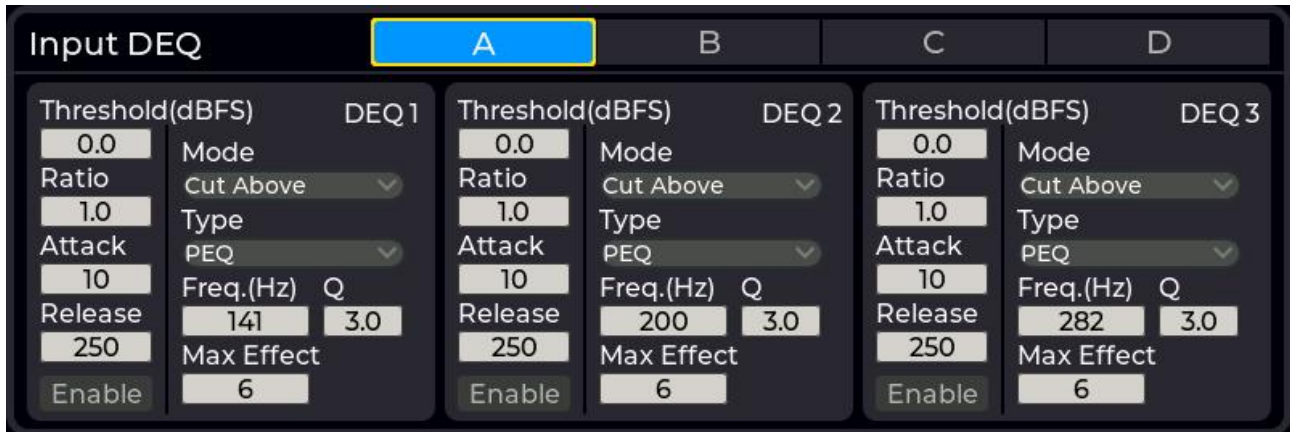 Input DEQ A B C D
Threshold(dBFS) DEQ 1
0.0
Mode
Ratio
Cut Above
1.0
Type
Attack
PEQ
10
Freq.(Hz) Q
Release
141 3.0
250
Max Effect
Enable
6
Threshold(dBFS) DEQ 2
0.0
Mode
Ratio
Cut Above
1.0
Type
Attack
PEQ
10
Freq.(Hz) Q
Release
200 3.0
250
Max Effect
Enable
6
Threshold(dBFS) DEQ 3
0.0
Mode
Ratio
Cut Above
1.0
Type
Attack
PEQ
10
Freq.(Hz) Q
Release
282 3.0
250
Max Effect
Enable
6